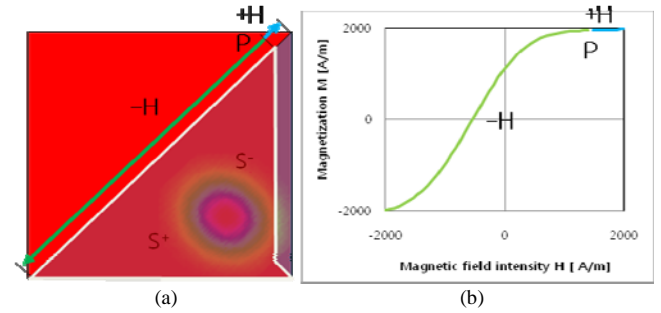 +H
P
−H
S-
S+
(a)
+H
P
−H
Magnetization M [A/m]
2000
0
-2000
-2000
0
2000
Magnetic field intensity H [ A/m]
(b)